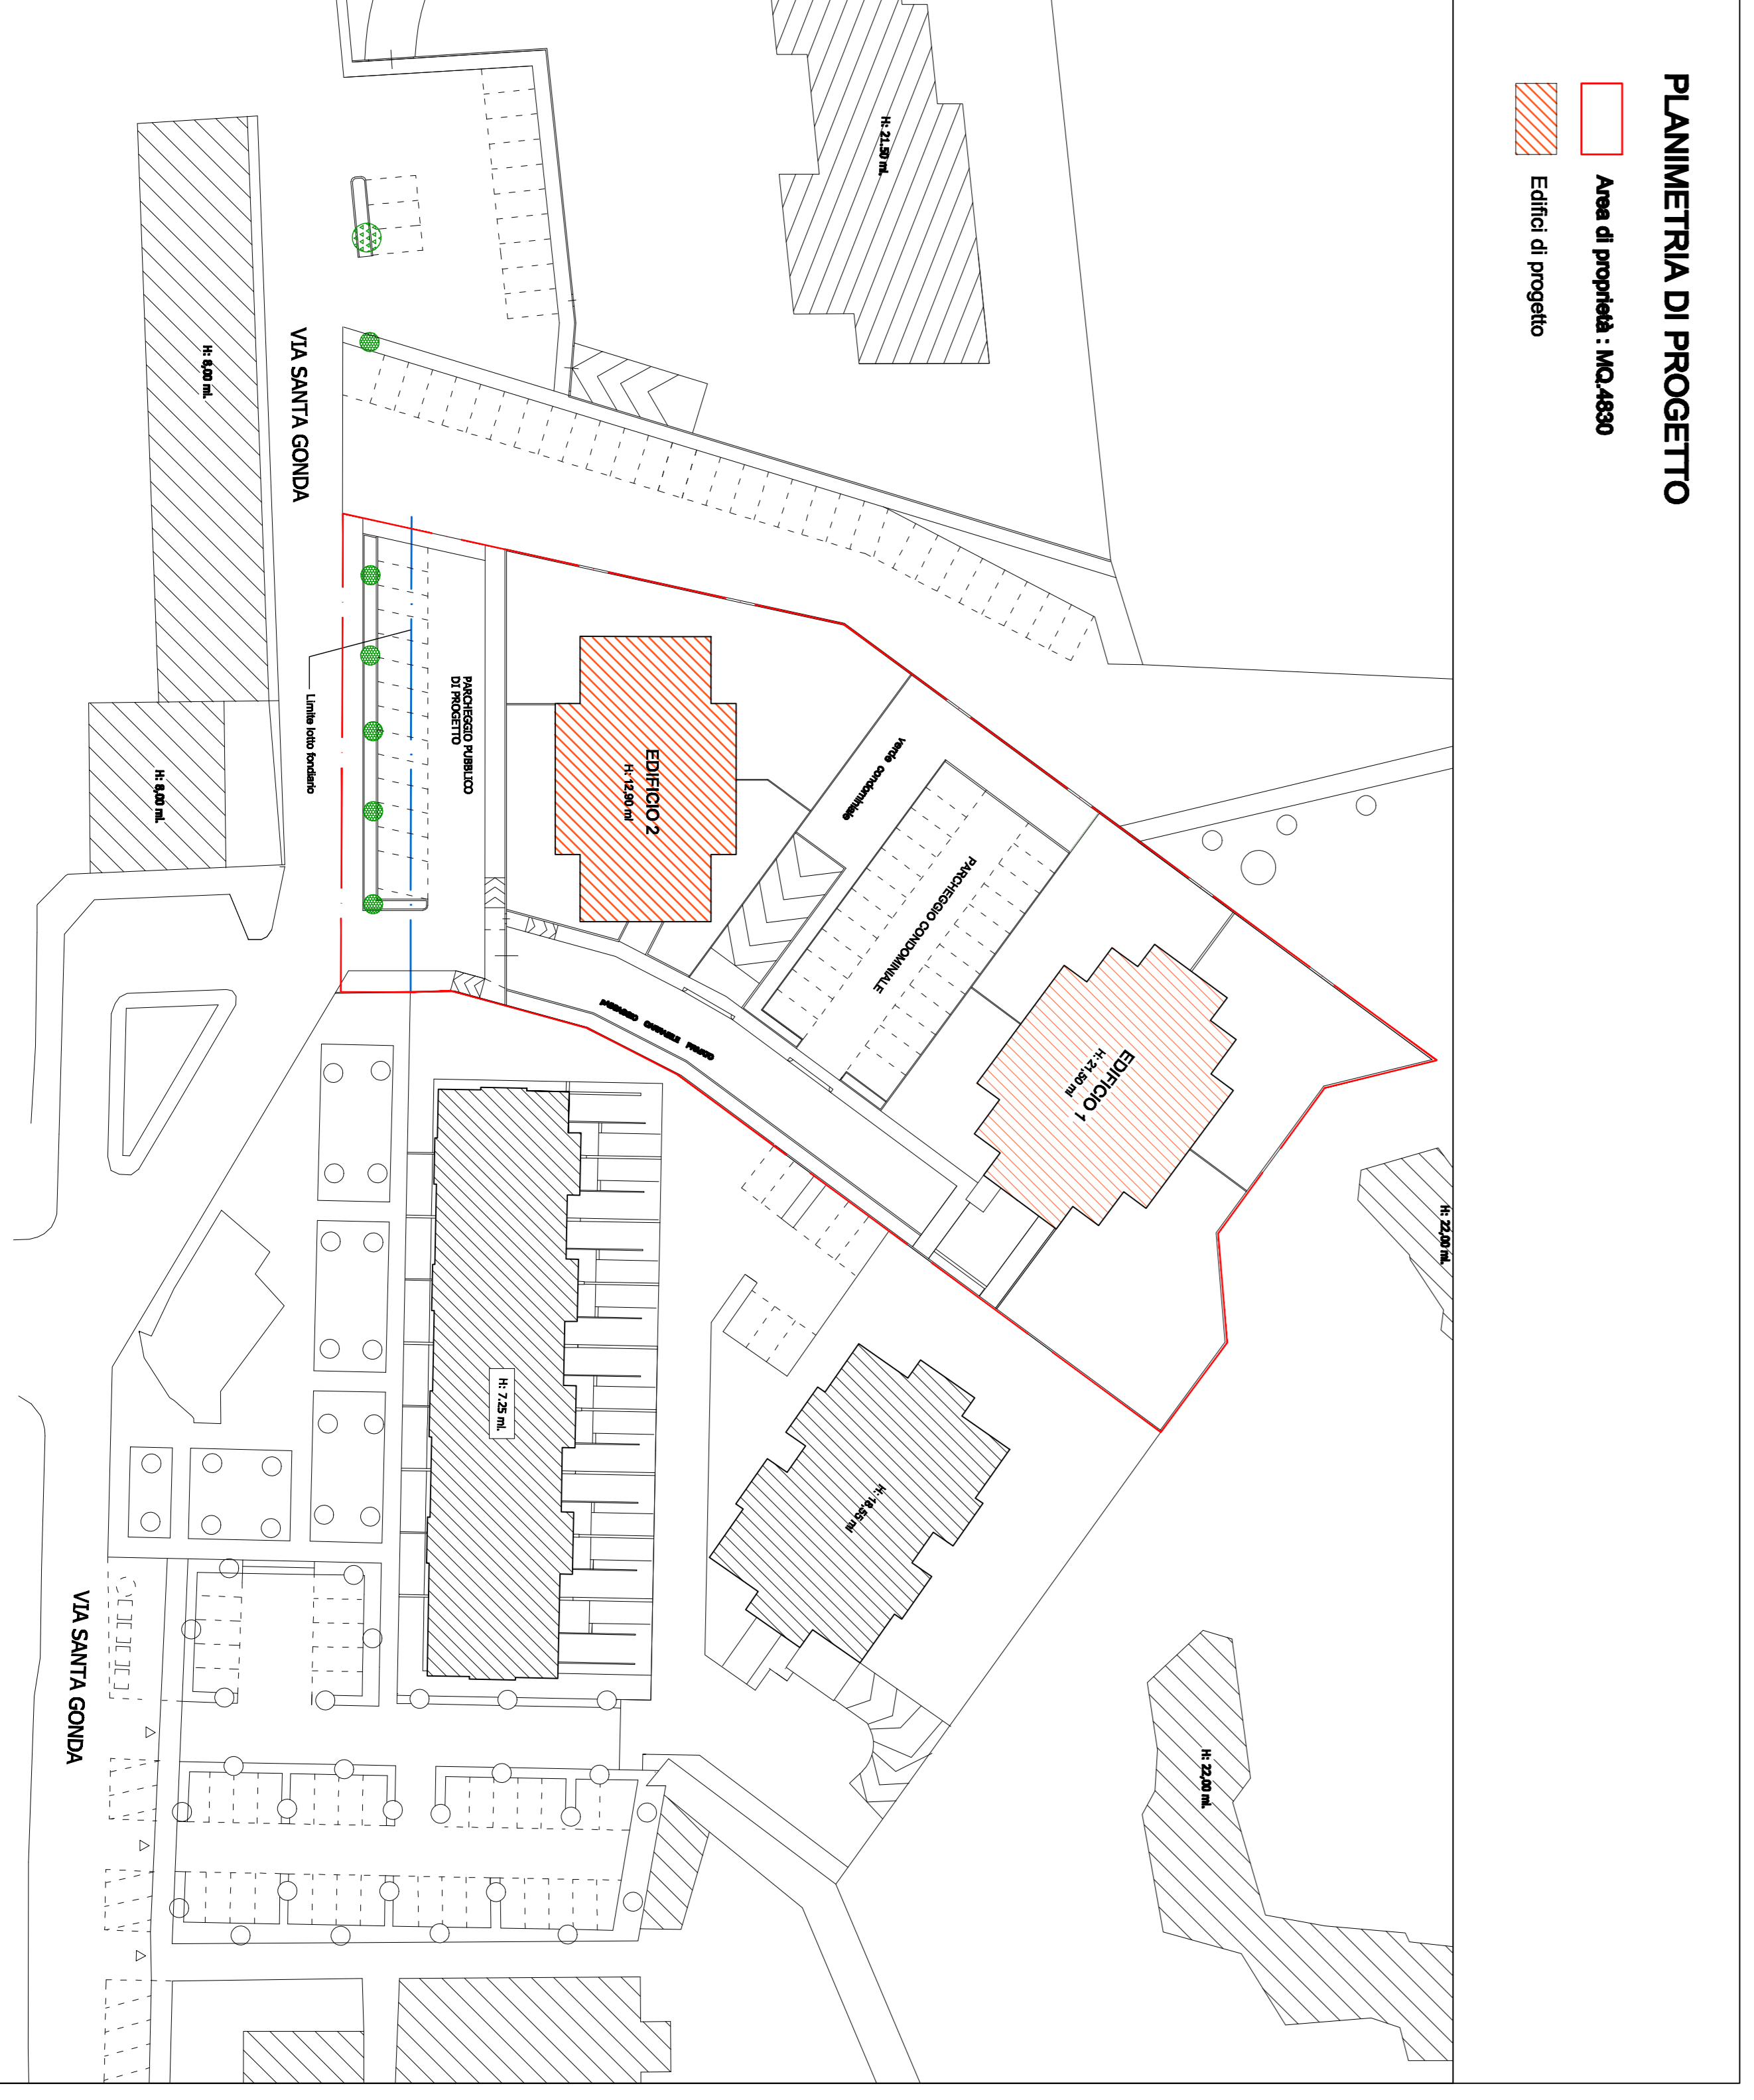 PLANIMETRIA DI PROGETTO
Area di proprietà : MQ.4830
Edifici di progetto
H: 21.50 ml.
H: 8,00 ml.
VIA SANTA GONDA
H: 8,00 ml.
Limite lotto fondiario
PARCHEGGIO PUBBLICO
DI PROGETTO
EDIFICIO 2
H: 12,90 ml
verde condominiale
PARCHEGGIO CONDOMINIALE
PASSAGGIO CARRABILE PRIVATO
EDIFICIO 1
H: 21,50 ml
H: 22,00 ml.
H: 7.25 ml.
H: 18,55 ml
H: 22,00 ml.
VIA SANTA GONDA